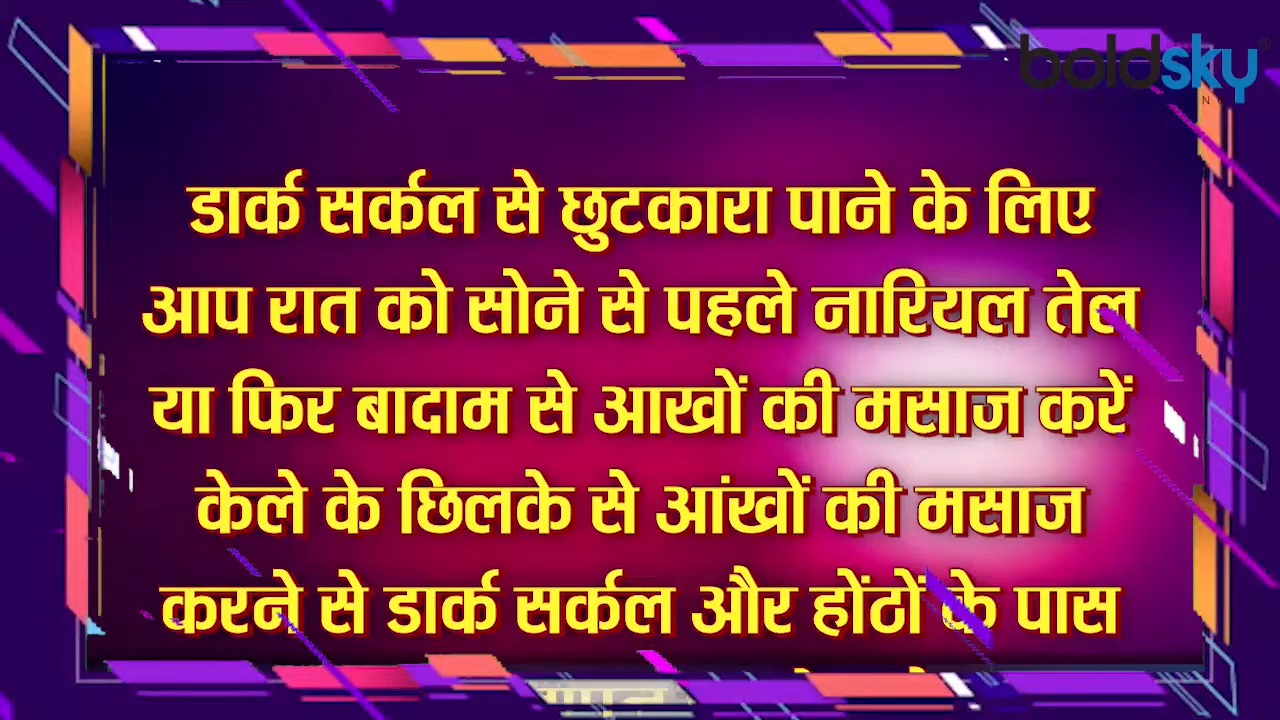 boldsky
डार्क सर्कल से छुटकारा पाने के लिए
आप रात को सोने से पहले नारियल तेल
या फिर बादाम से आखों की मसाज करें
केले के छिलके से आंखों की मसाज
करने से डार्क सर्कल और होंठों के पास